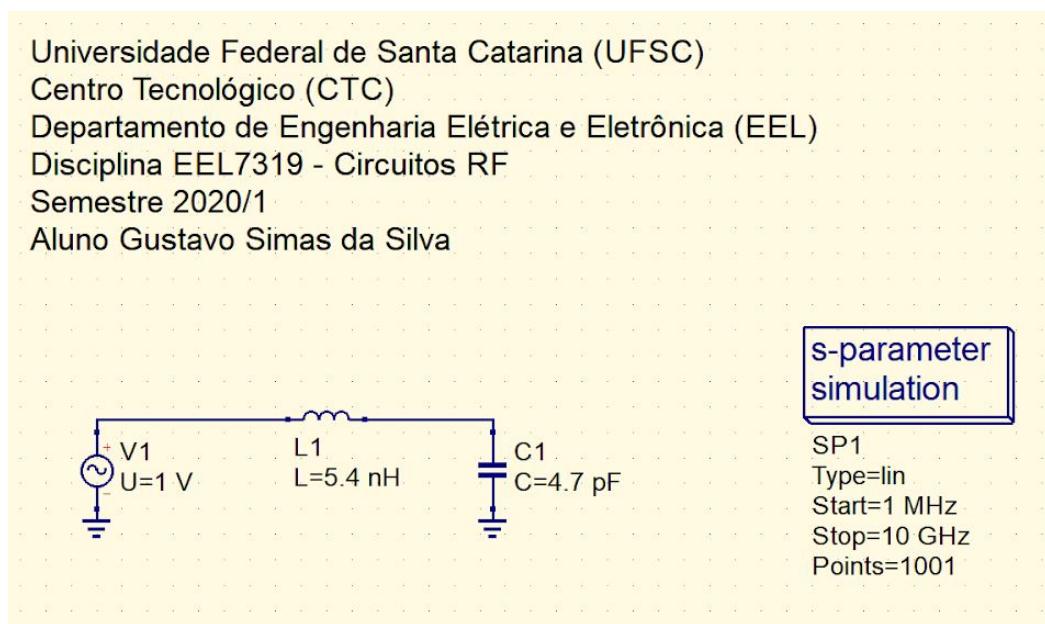 Universidade Federal de Santa Catarina (UFSC)
Centro Tecnológico (CTC)
Departamento de Engenharia Elétrica e Eletrônica (EEL)
Disciplina EEL7319 - Circuitos RF
Semestre 2020/1
Aluno Gustavo Simas da Silva
s-parameter
simulation
V1
U=1 V
L1
L=5.4 nH
C1
C=4.7 pF
SP1
Type=lin
Start=1 MHz
Stop=10 GHz
Points=1001